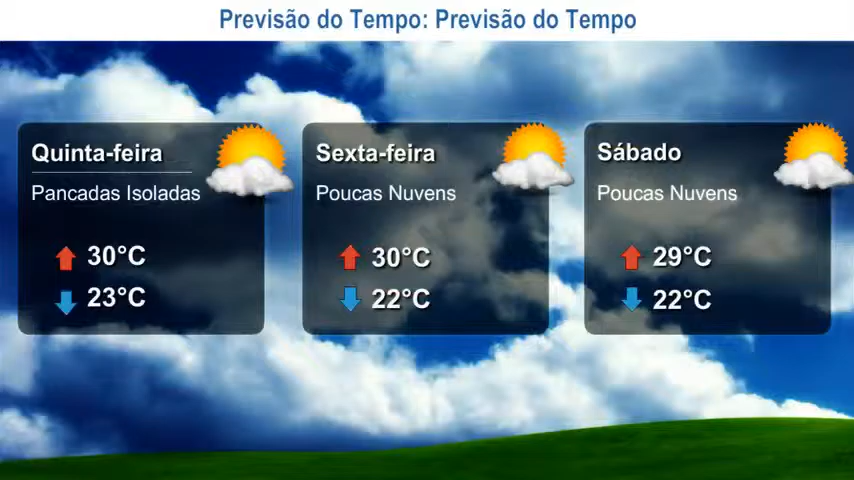 Previsão do Tempo: Previsão do Tempo
Quinta-feira
Pancadas Isoladas
30°C
23°C
Sexta-feira
Poucas Nuvens
30°C
22°C
Sábado
Poucas Nuvens
29°C
22°C